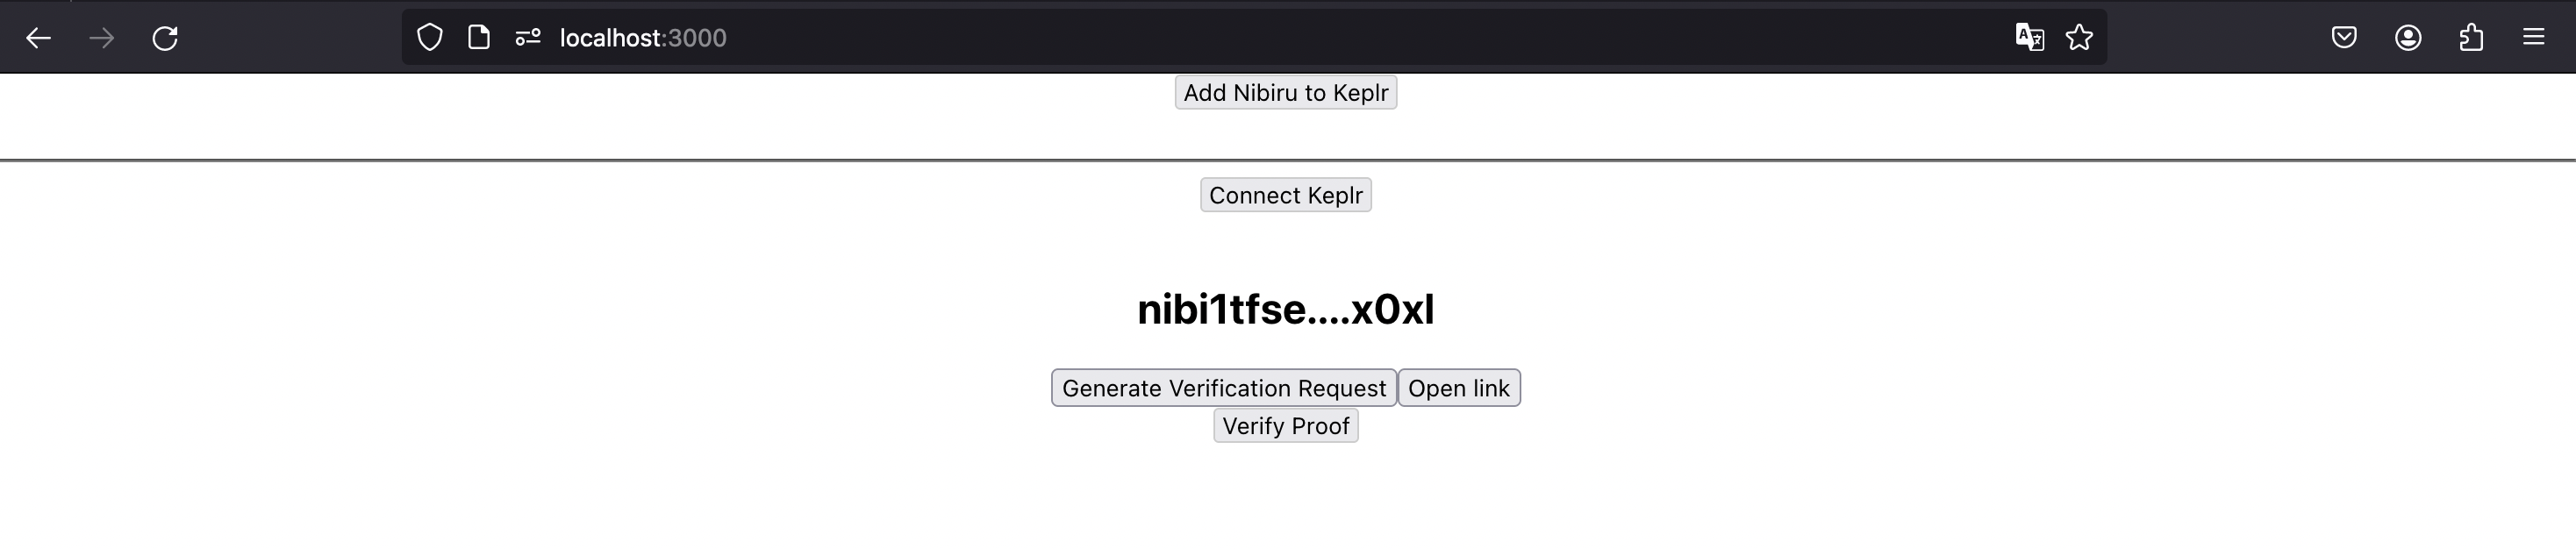 localhost:3000
Add Nibiru to Keplr
Connect Keplr
nibi1tfse....x0xl
Generate Verification Request Open link
Verify Proof